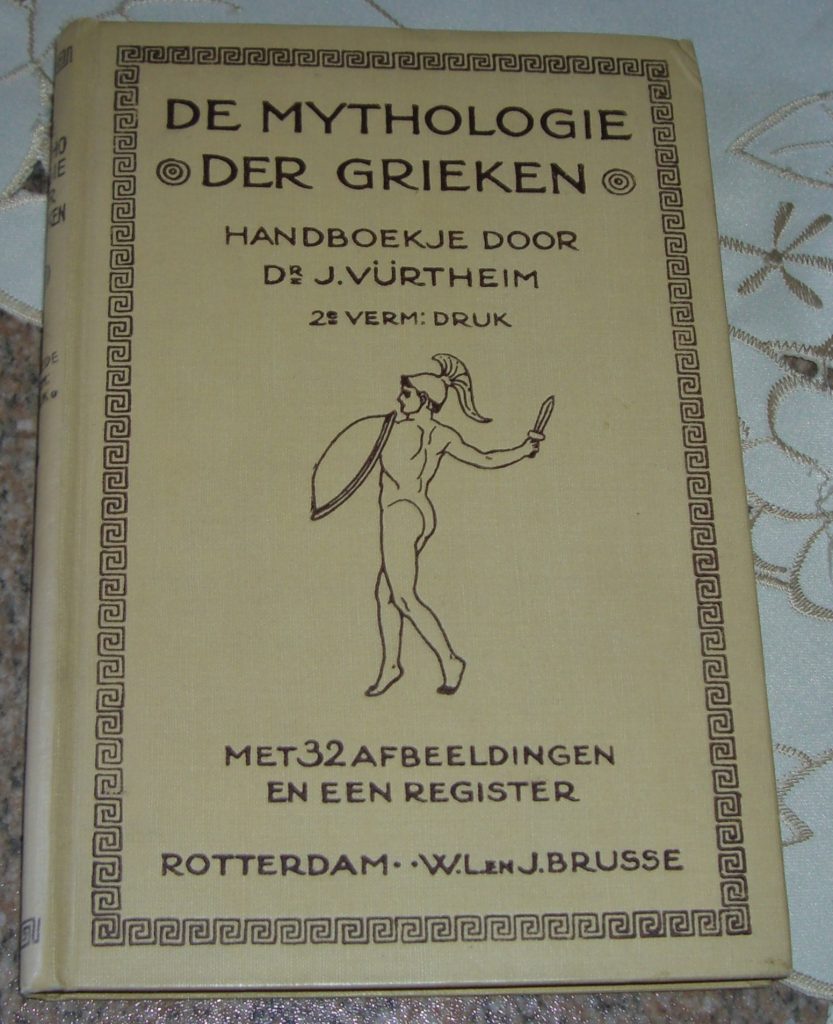 DE MYTHOLOGIE
DER GRIEKEN
HANDBOEKJE DOOR
DR J. VÜRTHEIM
2E VERM: DRUK
MET 32 AFBEELDINGEN
EN EEN REGISTER
ROTTERDAM·· W.L. EN J. BRUSSE